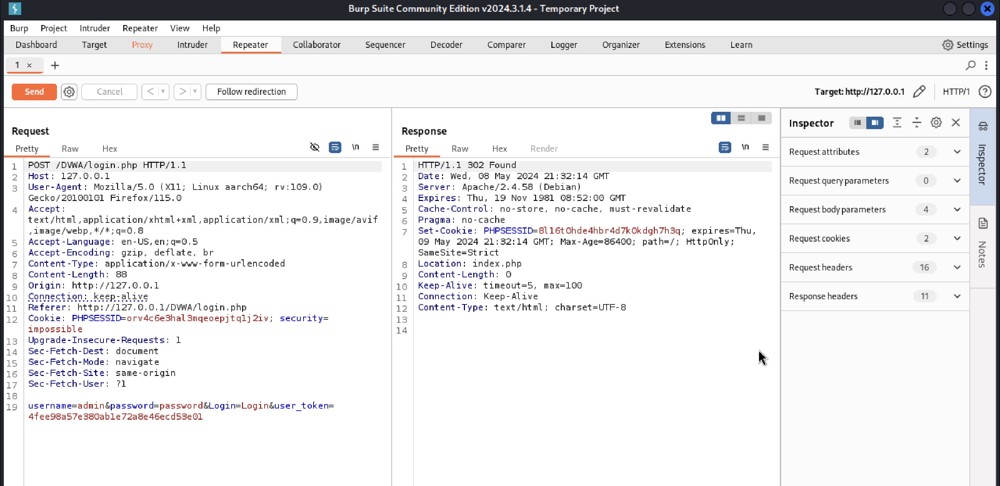 Burp Suite Community Edition v2024.3.1.4 - Temporary Project
Burp Project Intruder Repeater View Help
Dashboard Target Proxy Intruder Repeater Collaborator Sequencer Decoder Comparer Logger Organizer Extensions Learn Settings
1 × +
Send Cancel < > Follow redirection Target: http://127.0.0.1 HTTP/1 ?
Request
Pretty Raw Hex \n
1 POST /DVWA/login.php HTTP/1.1
2 Host: 127.0.0.1
3 User-Agent: Mozilla/5.0 (X11; Linux aarch64; rv:109.0)
Gecko/20100101 Firefox/115.0
4 Accept:
text/html,application/xhtml+xml,application/xml;q=0.9,image/avif
,image/webp,*/*;q=0.8
5 Accept-Language: en-US,en;q=0.5
6 Accept-Encoding: gzip, deflate, br
7 Content-Type: application/x-www-form-urlencoded
8 Content-Length: 88
9 Origin: http://127.0.0.1
10 Connection: keep-alive
11 Referer: http://127.0.0.1/DVWA/login.php
12 Cookie: PHPSESSID=orv4c6e3hal3mqeoepjtq1j2iv; security=
impossible
13 Upgrade-Insecure-Requests: 1
14 Sec-Fetch-Dest: document
15 Sec-Fetch-Mode: navigate
16 Sec-Fetch-Site: same-origin
17 Sec-Fetch-User: ?1
18
19 username=admin&password=password&Login=Login&user_token=
4fee98a57e380ab1e72a8e46ecd53e01
Response
Pretty Raw Hex Render \n
1 HTTP/1.1 302 Found
2 Date: Wed, 08 May 2024 21:32:14 GMT
3 Server: Apache/2.4.58 (Debian)
4 Expires: Thu, 19 Nov 1981 08:52:00 GMT
5 Cache-Control: no-store, no-cache, must-revalidate
6 Pragma: no-cache
7 Set-Cookie: PHPSESSID=8l16t0hde4hbr4d7k0kdgh7h3q; expires=Thu,
09 May 2024 21:32:14 GMT; Max-Age=86400; path=/; HttpOnly;
SameSite=Strict
8 Location: index.php
9 Content-Length: 0
10 Keep-Alive: timeout=5, max=100
11 Connection: Keep-Alive
12 Content-Type: text/html; charset=UTF-8
13
14
Inspector
Request attributes 2
Request query parameters 0
Request body parameters 4
Request cookies 2
Request headers 16
Response headers 11
Inspector
Notes